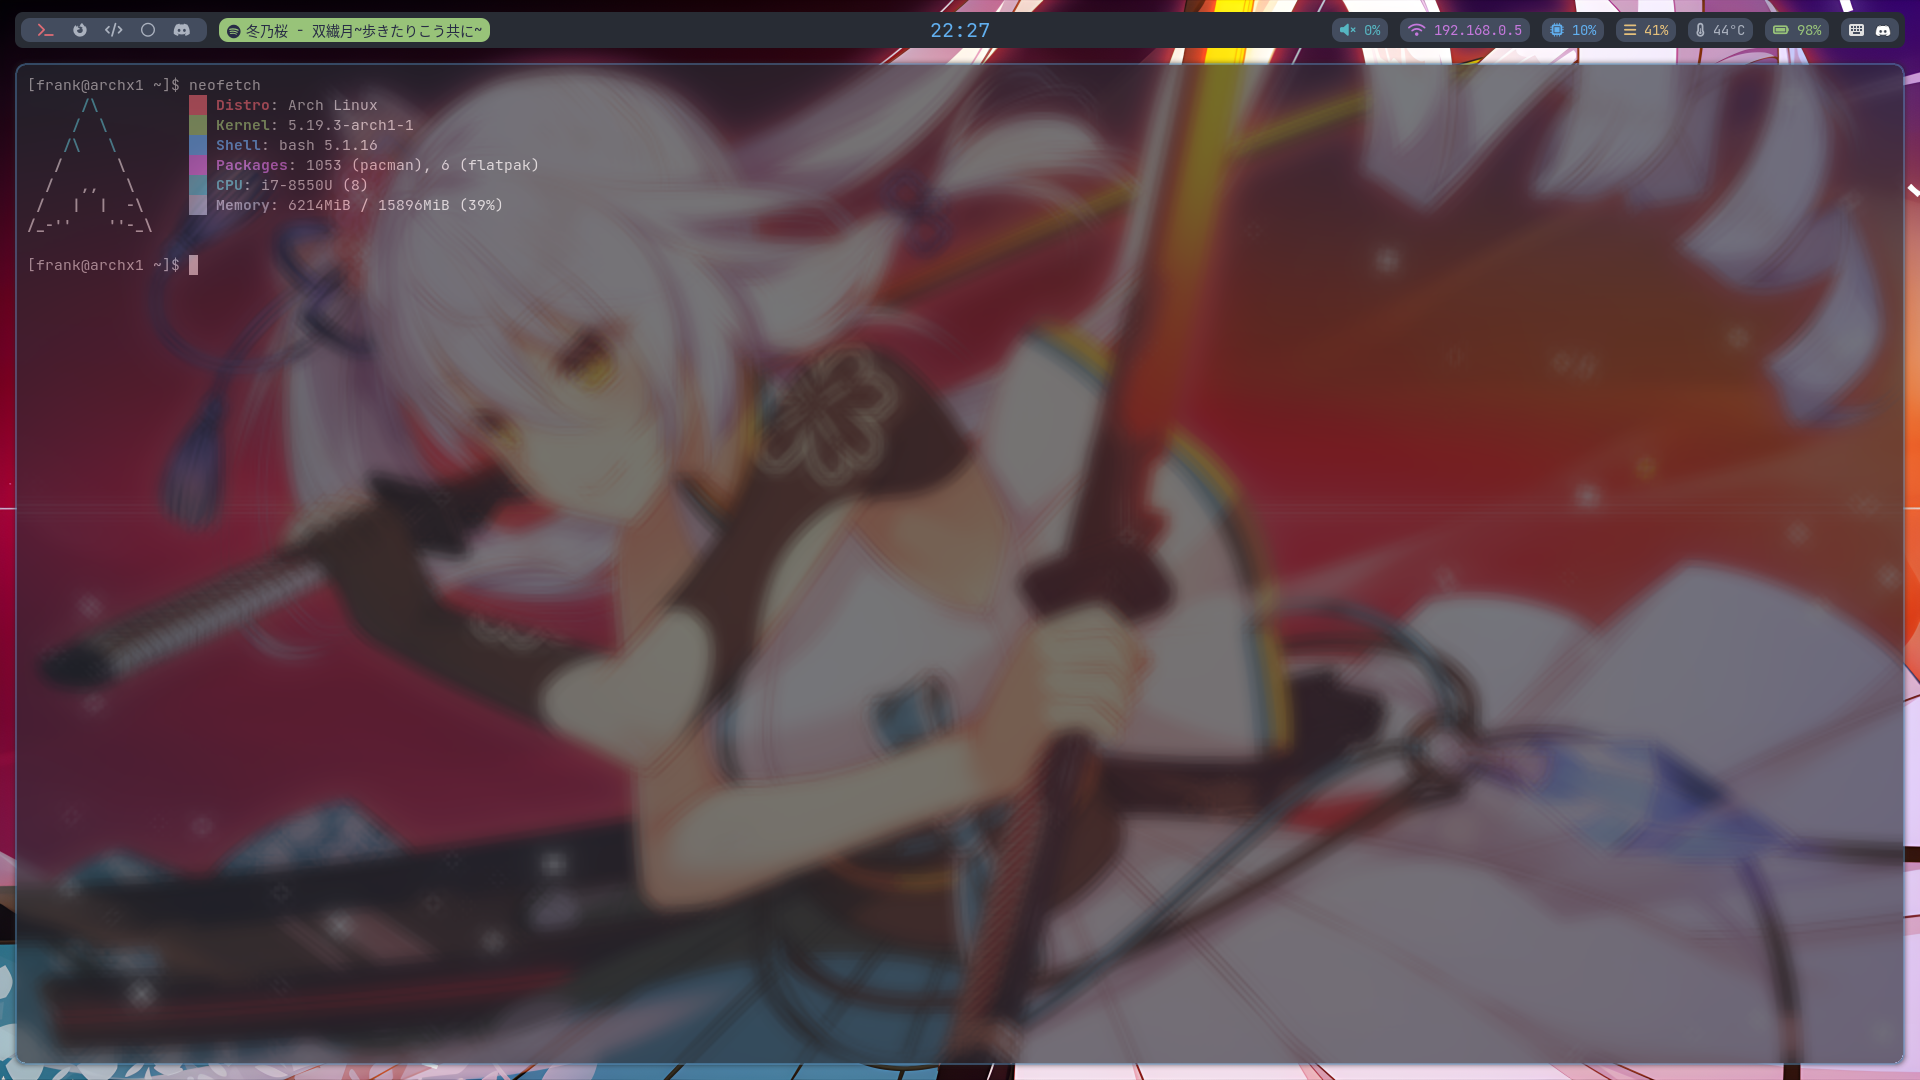 冬乃桜 - 双繊月~歩きたりこう共に~
22:27
0%
192.168.0.5
10%
41%
44°C
98%
[frank@archx1 ~]$ neofetch
Distro: Arch Linux
Kernel: 5.19.3-arch1-1
Shell: bash 5.1.16
Packages: 1053 (pacman), 6 (flatpak)
CPU: i7-8550U (8)
Memory: 6214MiB / 15896MiB (39%)
[frank@archx1 ~]$